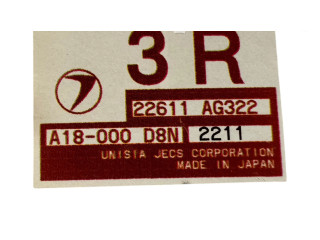 3 R
22611 AG322
A18-000 D8N 2211
UNISIA JECS CORPORATION
MADE IN JAPAN